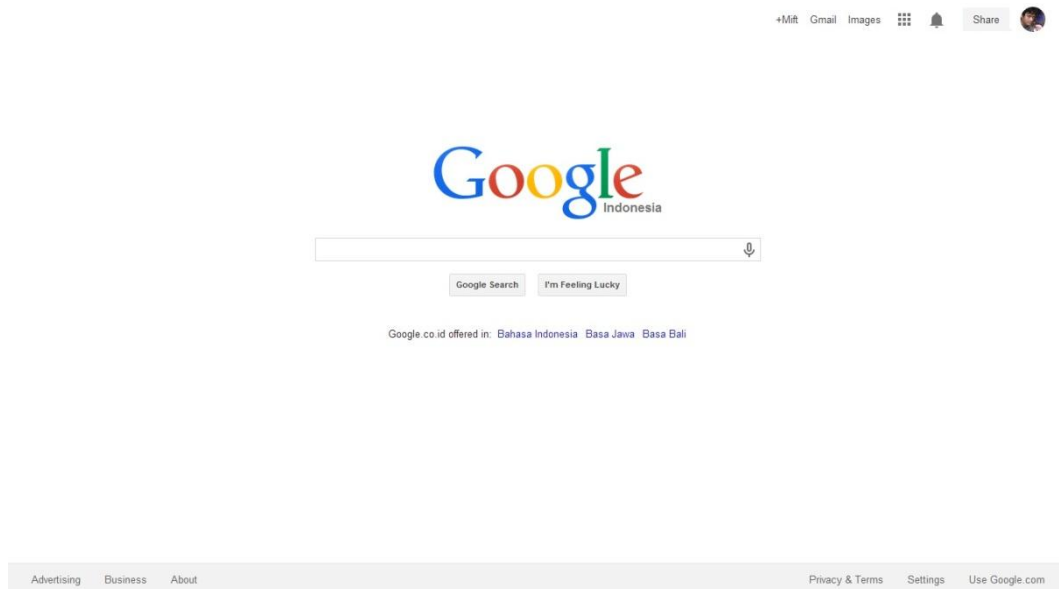 +Mift Gmail Images Share
Google
Indonesia
Google Search I'm Feeling Lucky
Google.co.id offered in: Bahasa Indonesia Basa Jawa Basa Bali
Advertising Business About Privacy & Terms Settings Use Google.com